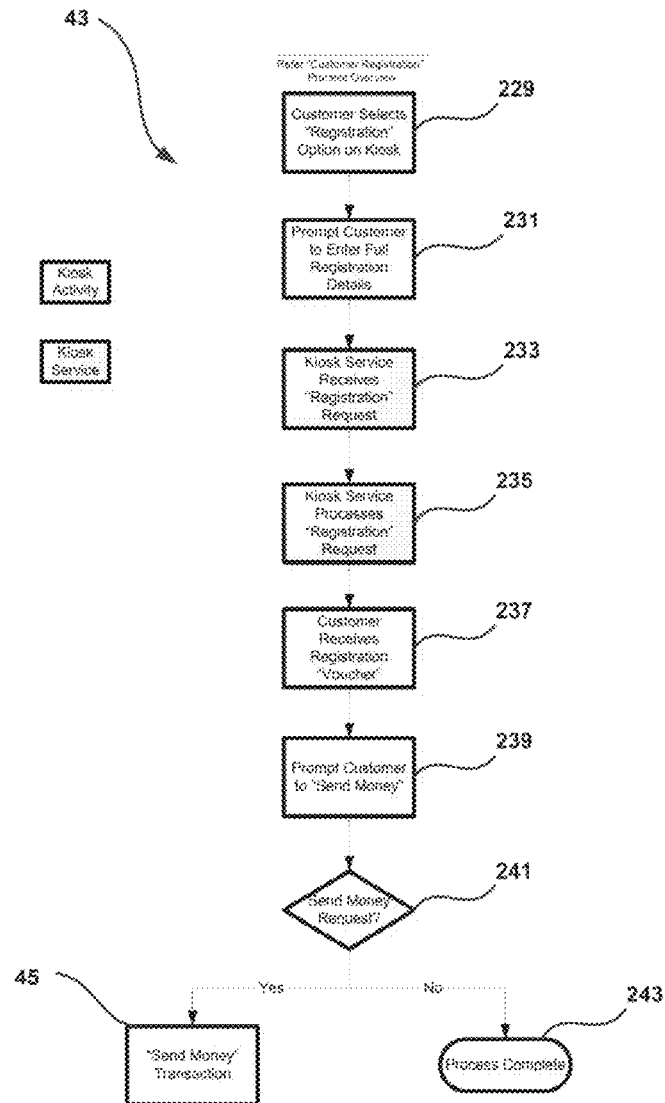 43
Refer "Customer Registration"
Process Overview
229
Customer Selects
"Registration"
Option on Kiosk
231
Prompt Customer
to Enter Full
Registration
Details
Kiosk
Activity
Kiosk
Service
233
Kiosk Service
Receives
"Registration"
Request
235
Kiosk Service
Processes
"Registration"
Request
237
Customer
Receives
Registration
"Voucher"
239
Prompt Customer
to "Send Money"
241
Send Money
Request?
45
Yes
No
243
"Send Money"
Transaction
Process Complete